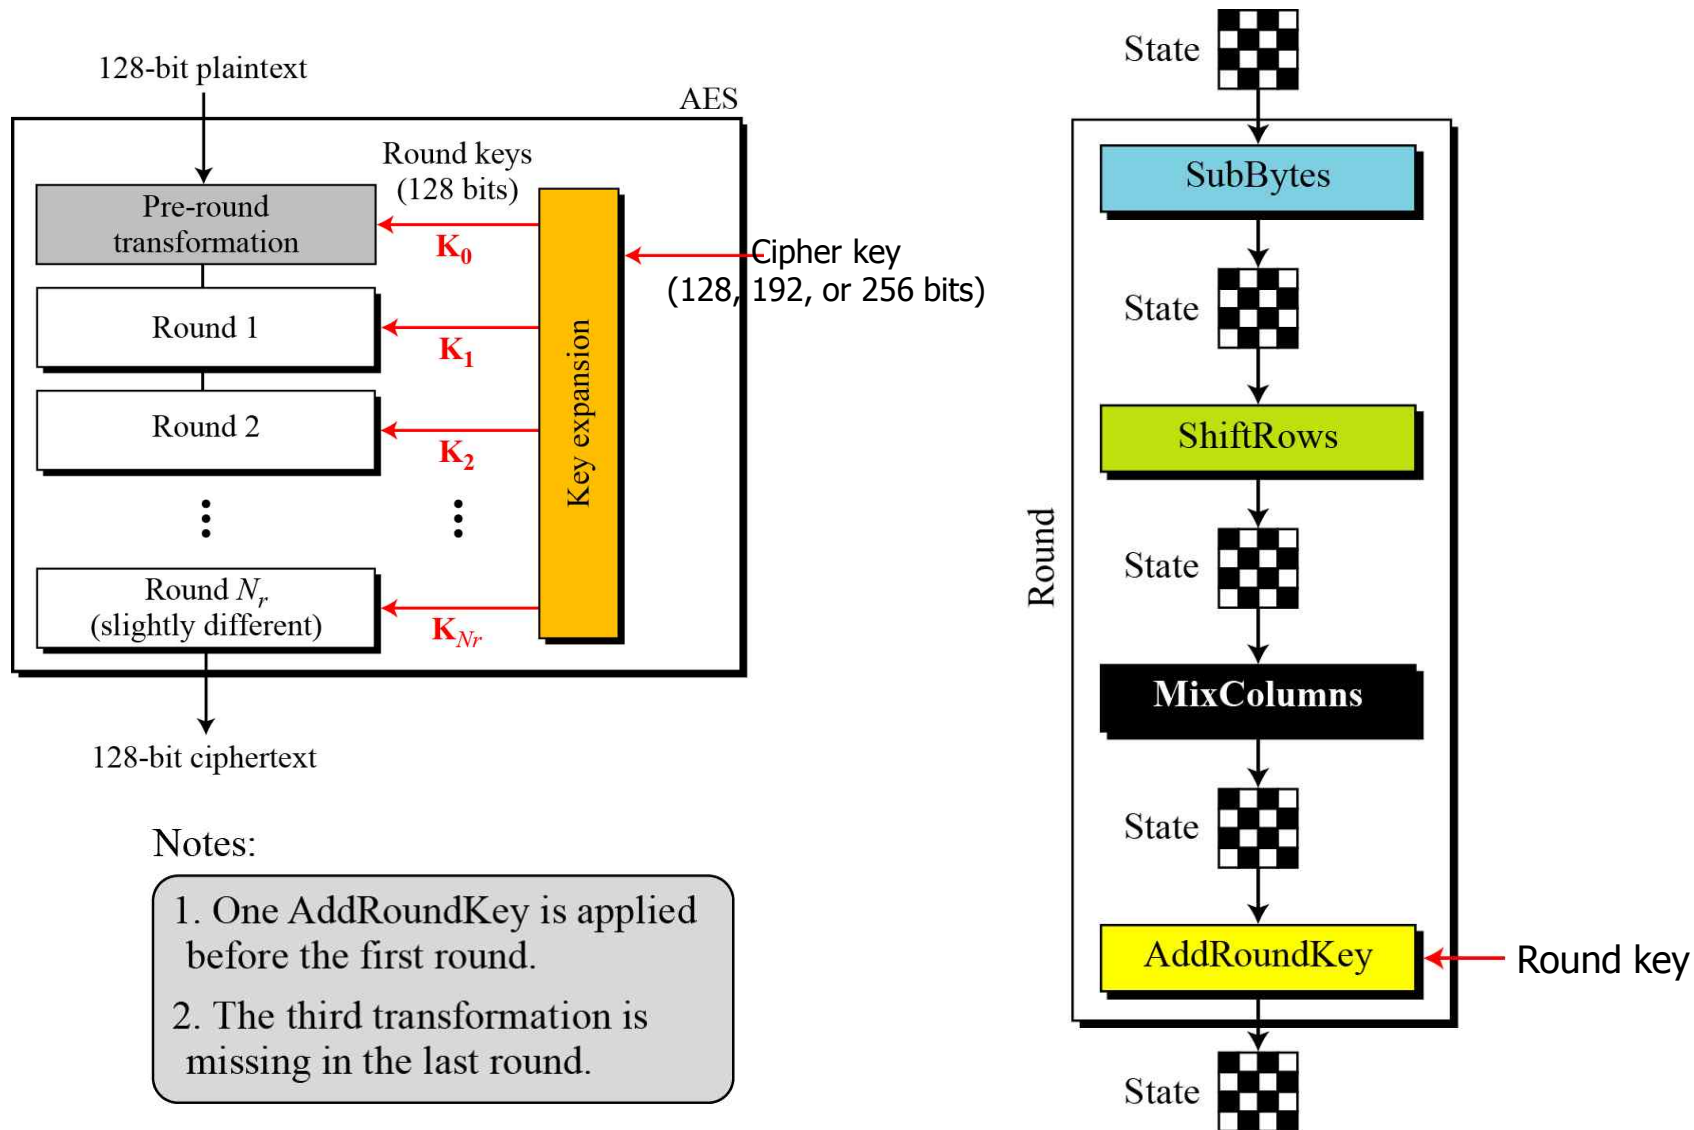 128-bit plaintext
AES
Round keys
(128 bits)
Pre-round
transformation
K0
Cipher key
(128, 192, or 256 bits)
Round 1
K1
Round 2
K2
Key expansion
Round Nr
(slightly different)
KNr
128-bit ciphertext
Notes:
1. One AddRoundKey is applied
before the first round.
2. The third transformation is
missing in the last round.
State
SubBytes
State
ShiftRows
Round
State
MixColumns
State
AddRoundKey
Round key
State